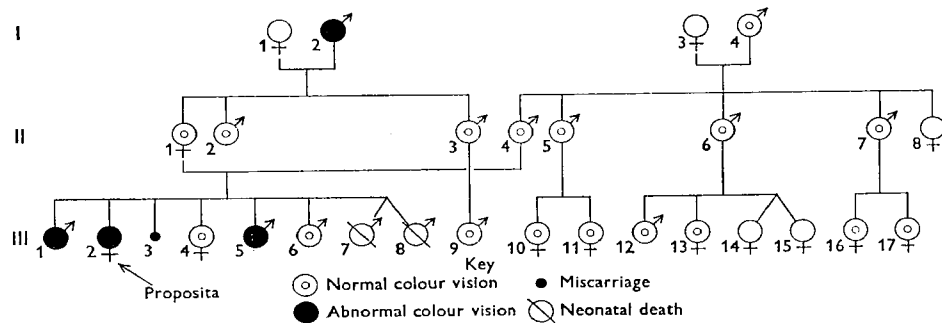 I
1 2 3 4
II
1 2 3 4 5 6 7 8
III
1 2 3 4 5 6 7 8 9 10 11 12 13 14 15 16 17
Key
Proposita
Normal colour vision Miscarriage
Abnormal colour vision Neonatal death